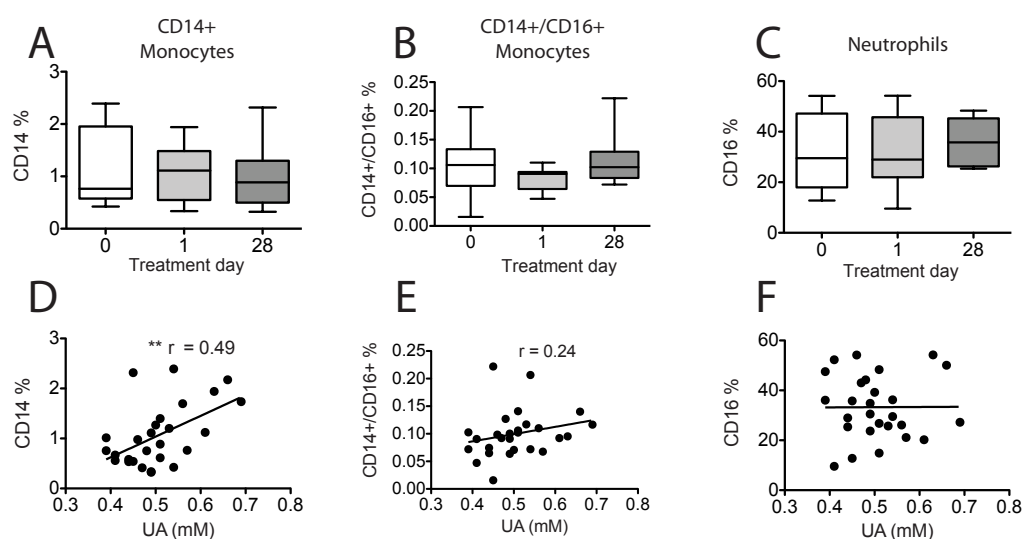 A
CD14+
Monocytes
CD14 %
3
2
1
0
0 1 28
Treatment day
B
CD14+/CD16+
Monocytes
CD14+/CD16+ %
0.25
0.20
0.15
0.10
0.05
0.00
0 1 28
Treatment day
C
Neutrophils
CD16 %
60
40
20
0
0 1 28
Treatment day
D
** r = 0.49
CD14 %
3
2
1
0
0.3 0.4 0.5 0.6 0.7 0.8
UA (mM)
E
r = 0.24
CD14+/CD16+ %
0.25
0.20
0.15
0.10
0.05
0.00
0.3 0.4 0.5 0.6 0.7 0.8
UA (mM)
F
CD16 %
60
40
20
0
0.3 0.4 0.5 0.6 0.7 0.8
UA (mM)